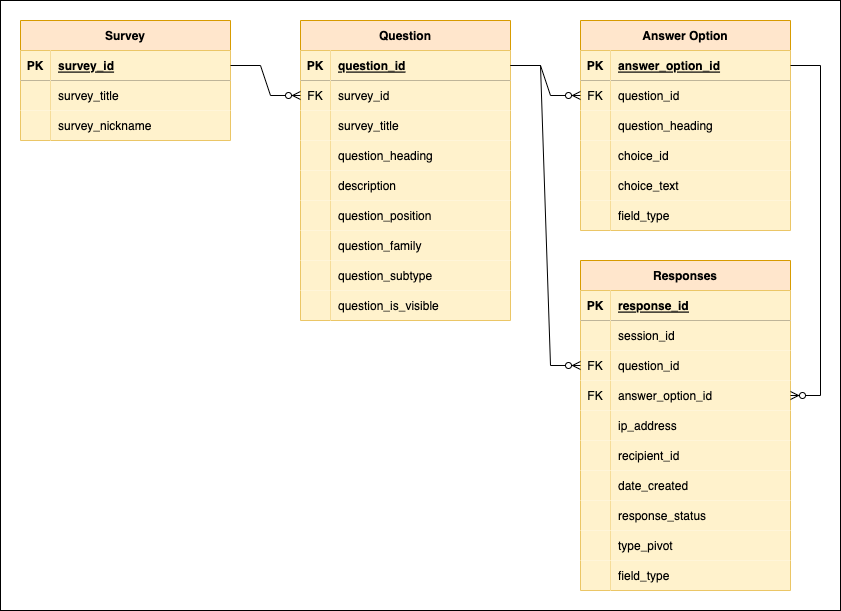 Survey
PK survey_id
survey_title
survey_nickname
Question
PK question_id
FK survey_id
survey_title
question_heading
description
question_position
question_family
question_subtype
question_is_visible
Answer Option
PK answer_option_id
FK question_id
question_heading
choice_id
choice_text
field_type
Responses
PK response_id
session_id
FK question_id
FK answer_option_id
ip_address
recipient_id
date_created
response_status
type_pivot
field_type